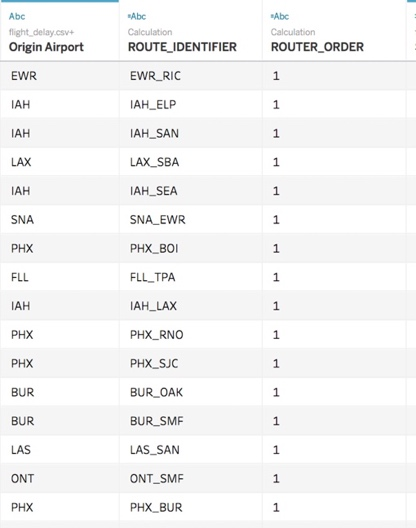 Abc =Abc =Abc
flight_delay.csv+ Calculation Calculation
Origin Airport ROUTE_IDENTIFIER ROUTER_ORDER
EWR EWR_RIC 1
IAH IAH_ELP 1
IAH IAH_SAN 1
LAX LAX_SBA 1
IAH IAH_SEA 1
SNA SNA_EWR 1
PHX PHX_BOI 1
FLL FLL_TPA 1
IAH IAH_LAX 1
PHX PHX_RNO 1
PHX PHX_SJC 1
BUR BUR_OAK 1
BUR BUR_SMF 1
LAS LAS_SAN 1
ONT ONT_SMF 1
PHX PHX_BUR 1